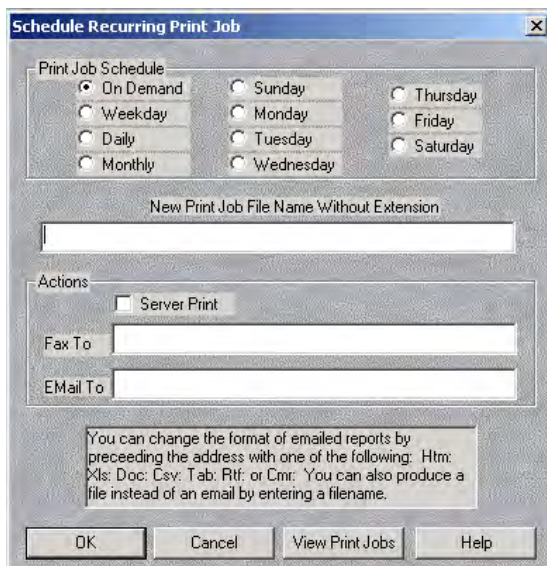 Schedule Recurring Print Job
Print Job Schedule
On Demand
Weekday
Daily
Monthly
Sunday
Monday
Tuesday
Wednesday
Thursday
Friday
Saturday
New Print Job File Name Without Extension
Actions
Server Print
Fax To
EMail To
You can change the format of emailed reports by
preceeding the address with one of the following: Htm:
Xls: Doc: Csv: Tab: Rtf: or Cmr: You can also produce a
file instead of an email by entering a filename.
OK
Cancel
View Print Jobs
Help